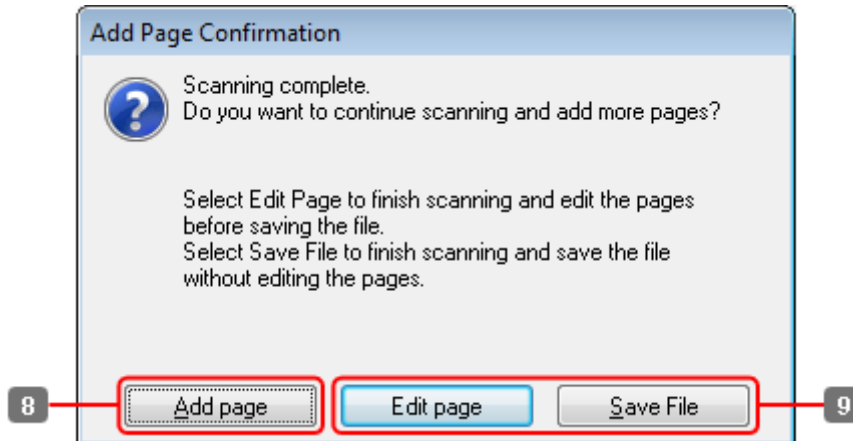 Add Page Confirmation
Scanning complete.
Do you want to continue scanning and add more pages?
Select Edit Page to finish scanning and edit the pages
before saving the file.
Select Save File to finish scanning and save the file
without editing the pages.
8 Add page Edit page Save File 9